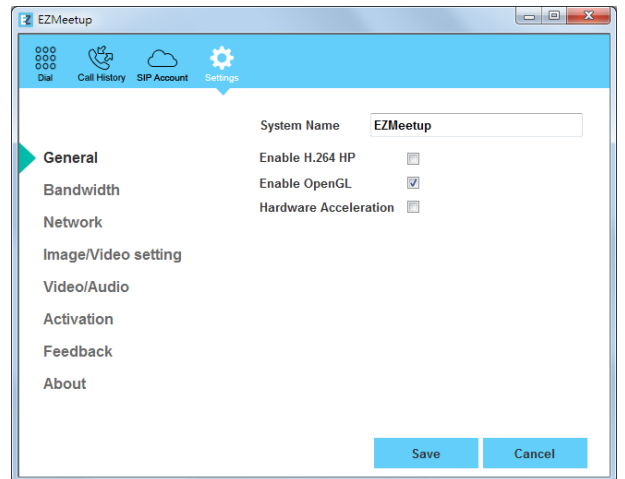 EZMeetup
Dial
Call History
SIP Account
Settings
System Name
EZMeetup
Enable H.264 HP
Enable OpenGL
Hardware Acceleration
General
Bandwidth
Network
Image/Video setting
Video/Audio
Activation
Feedback
About
Save
Cancel